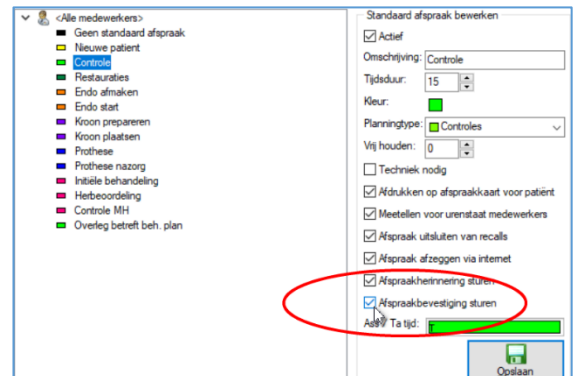 <Alle medewerkers>
Geen standaard afspraak
Nieuwe patient
Controle
Restauraties
Endo afmaken
Endo start
Kroon prepareren
Kroon plaatsen
Prothese
Prothese nazorg
Initiële behandeling
Herbeoordeling
Controle MH
Overleg betreft beh. plan
Standaard afspraak bewerken
Actief
Omschrijving: Controle
Tijdsduur: 15
Kleur:
Planningtype: Controles
Vrij houden: 0
Techniek nodig
Afdrukken op afspraakkaart voor patiënt
Meetellen voor urenstaat medewerkers
Afspraak uitsluiten van recalls
Afspraak afzeggen via internet
Afspraakherinnering sturen
Afspraakbevestiging sturen
Ta tijd: T
Opslaan